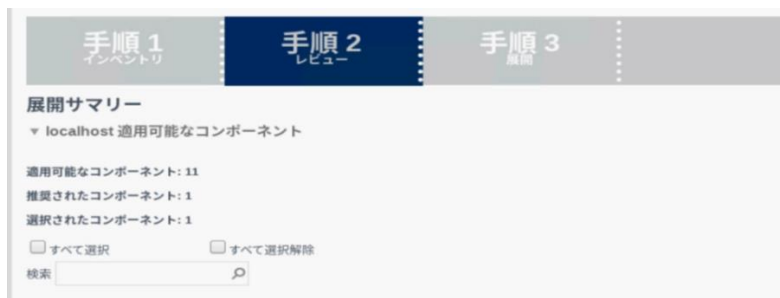 手順 1
インベントリ
手順 2
レビュー
手順 3
展開
展開サマリー
▼ localhost 適用可能なコンポーネント
適用可能なコンポーネント: 11
推奨されたコンポーネント: 1
選択されたコンポーネント: 1
すべて選択 すべて選択解除
検索